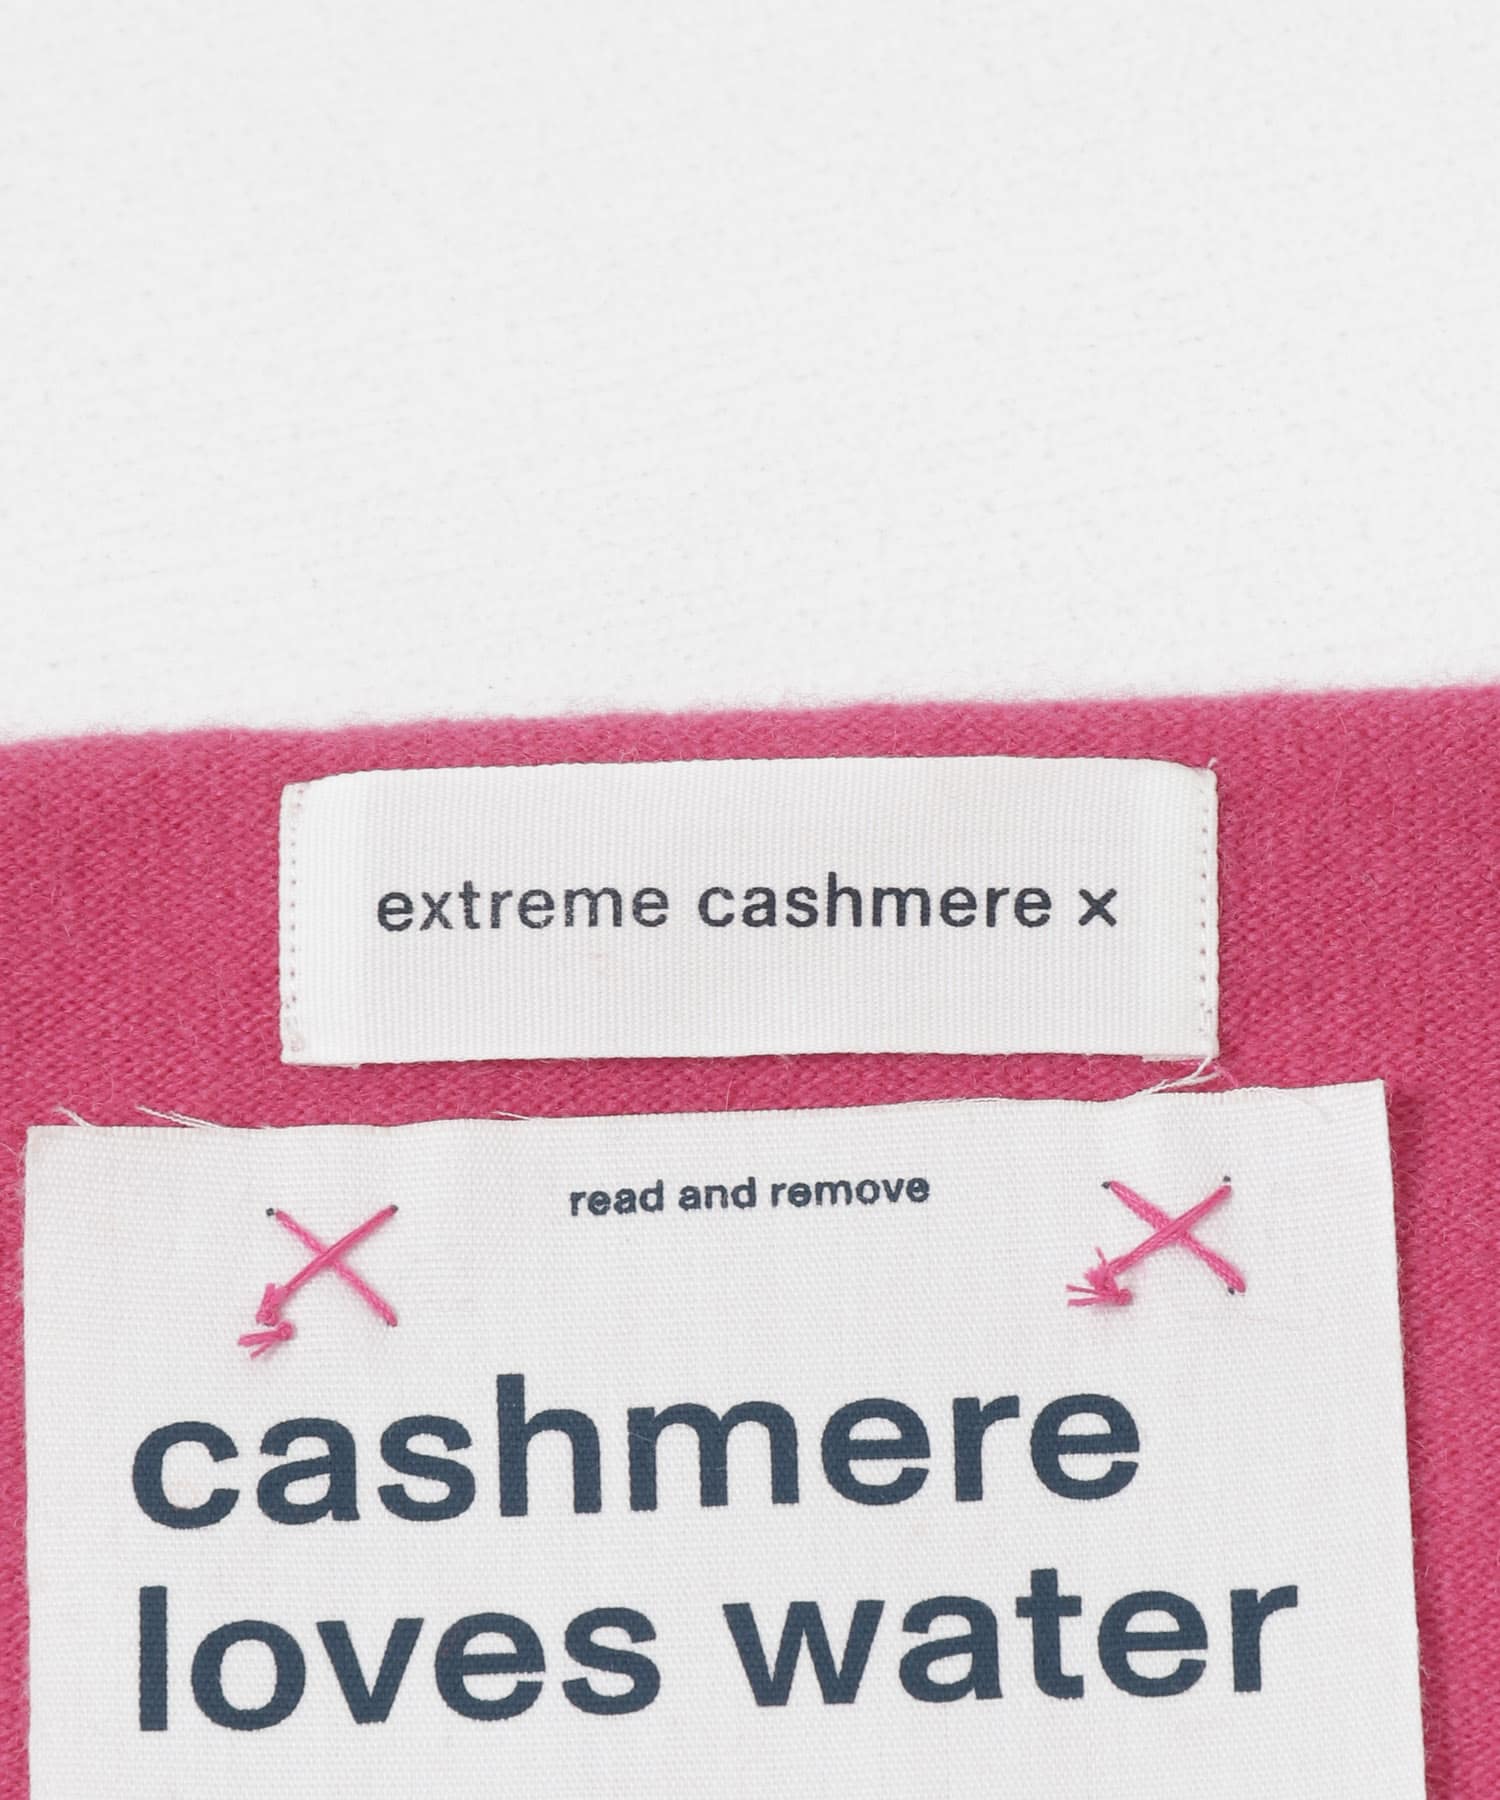 extreme cashmere x
read and remove
cashmere
loves water